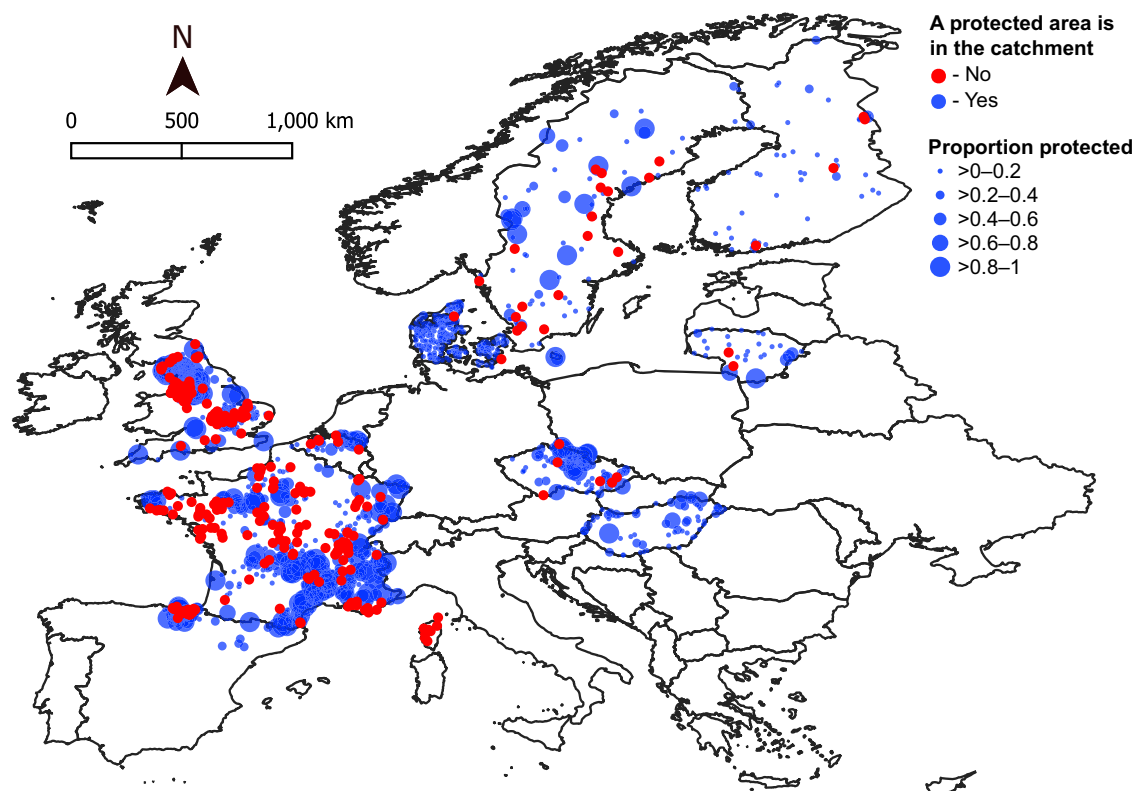 N
0 500 1,000 km
A protected area is
in the catchment
- No
- Yes
Proportion protected
>0–0.2
>0.2–0.4
>0.4–0.6
>0.6–0.8
>0.8–1